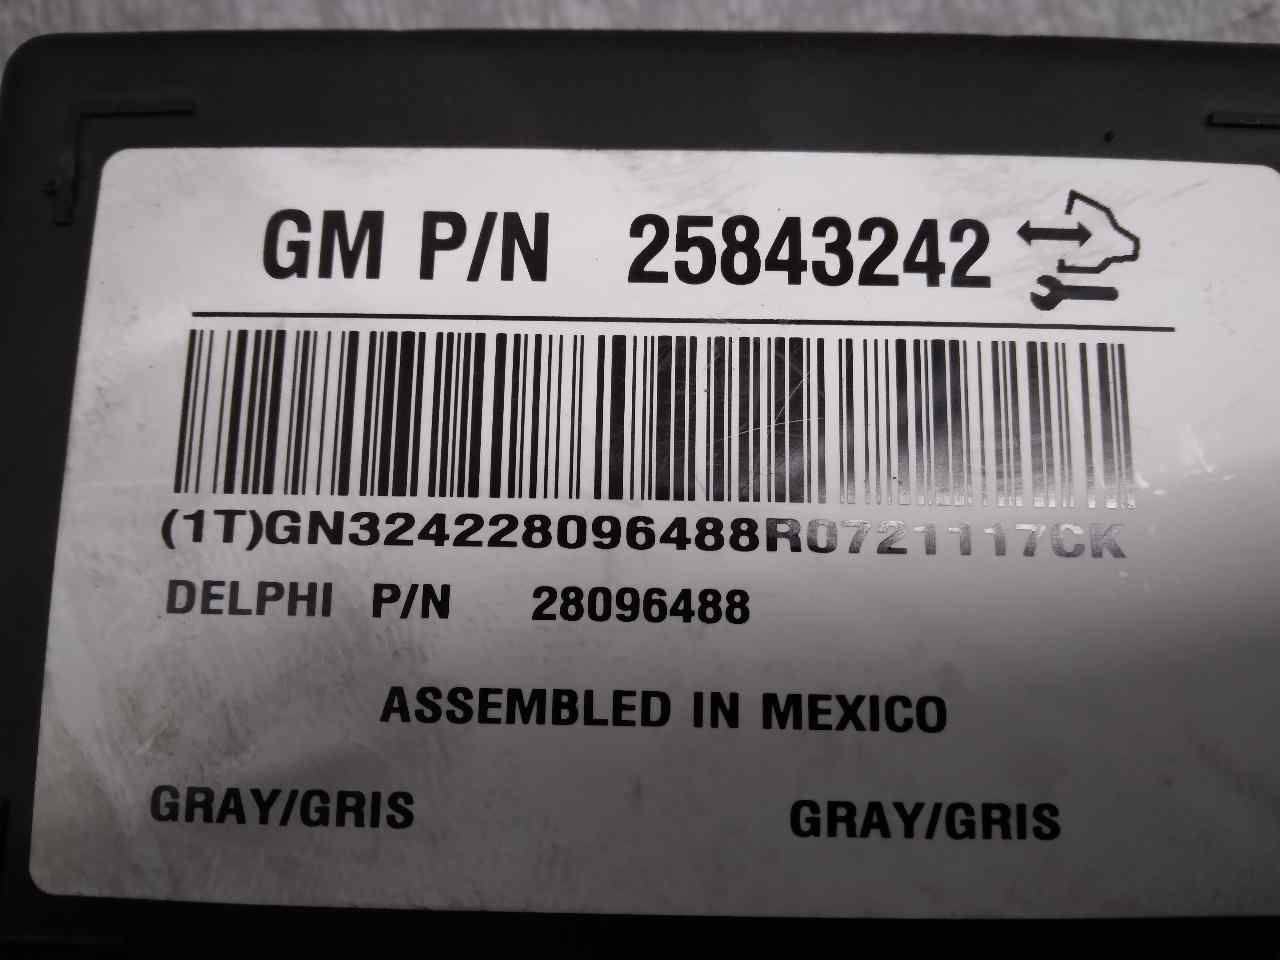 GM P/N 25843242
(1T)GN324228096488R0721117CK
DELPHI P/N 28096488
ASSEMBLED IN MEXICO
GRAY/GRIS GRAY/GRIS